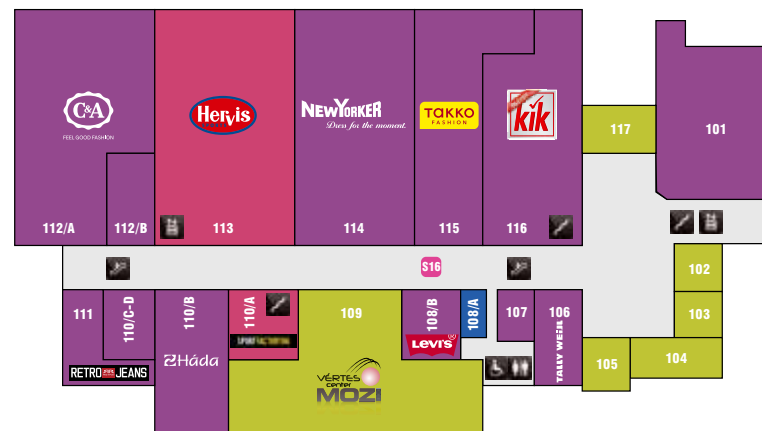 C&A
FEEL GOOD FASHION
112/A
112/B
Hervis
113
NEWYORKER
Dress for the moment.
114
TAKKO
FASHION
115
kik
116
117
101
S16
102
103
104
105
111
RETRO JEANS
110/C-D
110/B
Háda
110/A
109
VÉRTES
center
MOZI
108/B
LEVI'S
108/A
107
106
TALLY WEiJL